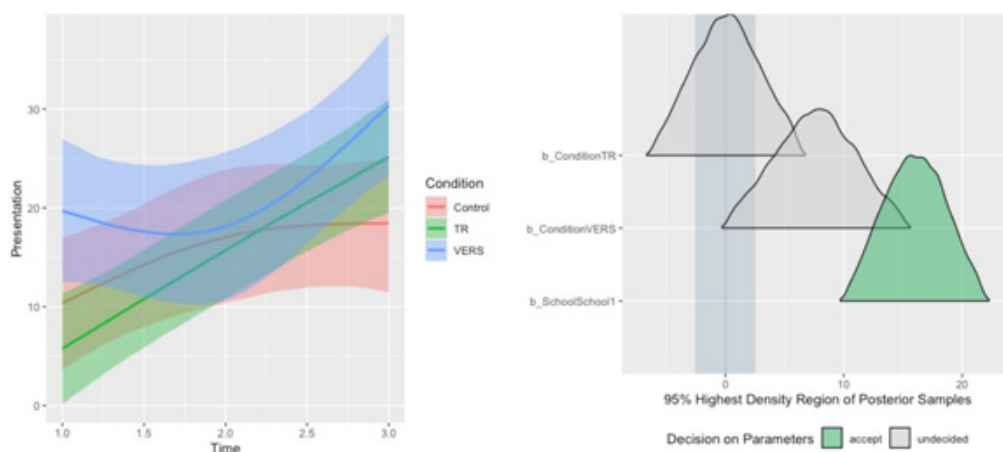 30
20
10
0
Presentation
1.0
1.5
2.0
2.5
3.0
Time
Condition
Control
TR
VERS
b_ConditionTR
b_ConditionVERS
b_SchoolSchool1
0
10
20
95% Highest Density Region of Posterior Samples
Decision on Parameters
accept
undecided